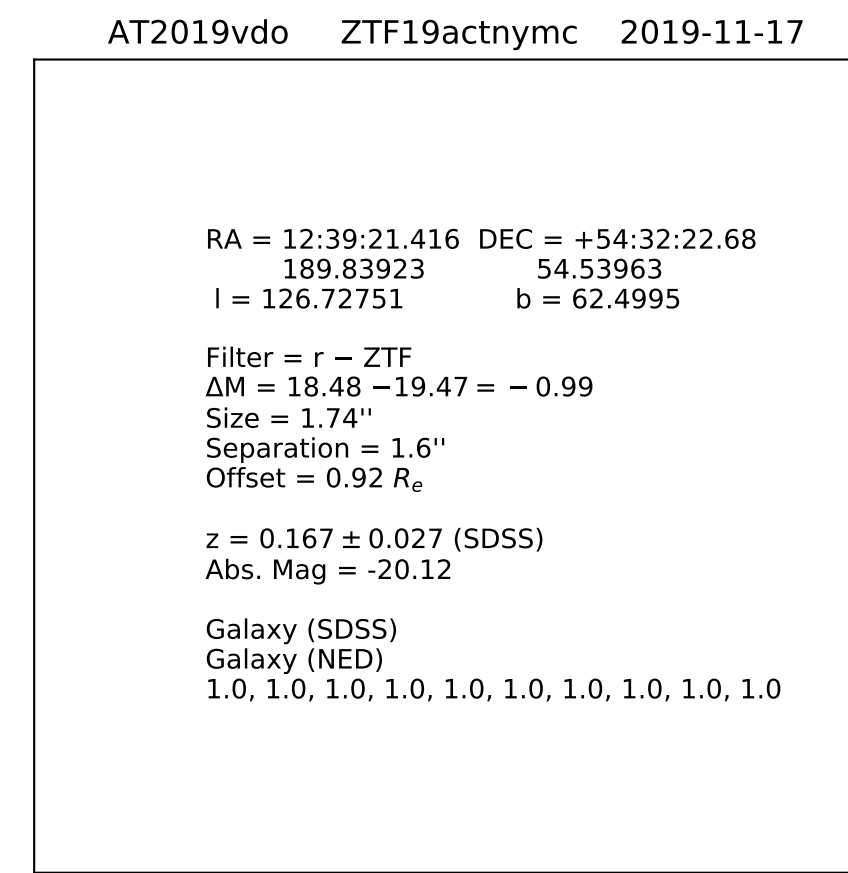 AT2019vdo ZTF19actnymc 2019-11-17
RA = 12:39:21.416 DEC = +54:32:22.68
189.83923 54.53963
l = 126.72751 b = 62.4995
Filter = r − ZTF
ΔM = 18.48 −19.47 = − 0.99
Size = 1.74''
Separation = 1.6''
Offset = 0.92 Rₑ
z = 0.167 ± 0.027 (SDSS)
Abs. Mag = -20.12
Galaxy (SDSS)
Galaxy (NED)
1.0, 1.0, 1.0, 1.0, 1.0, 1.0, 1.0, 1.0, 1.0, 1.0